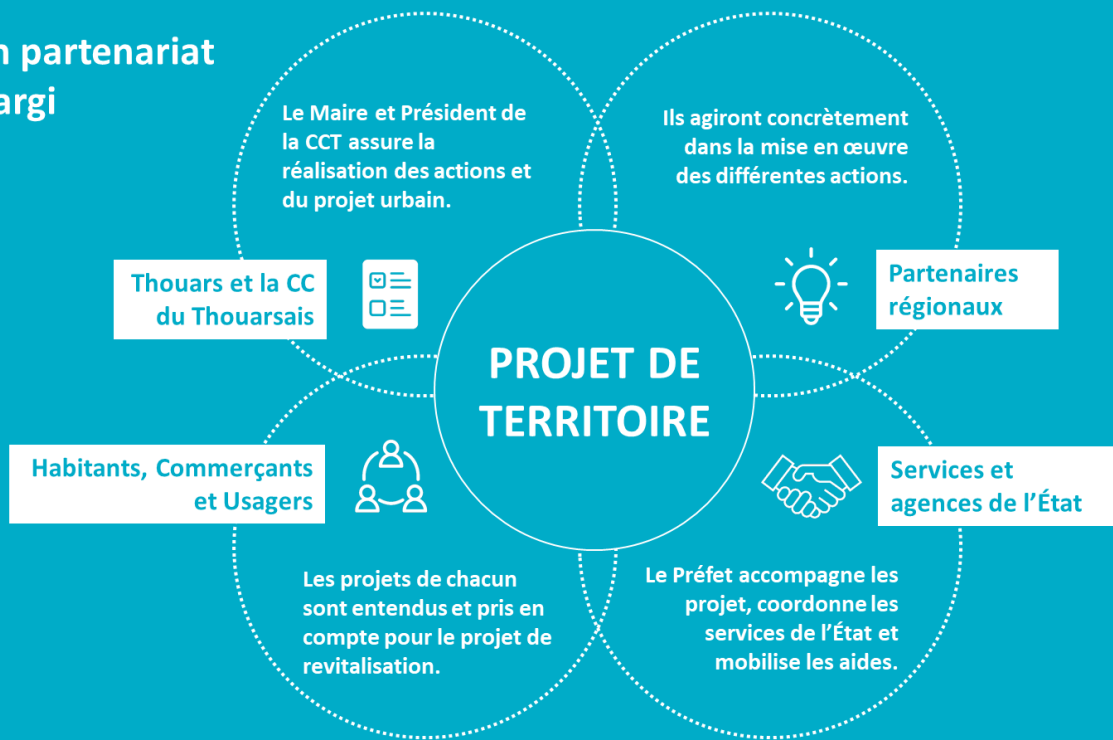 n partenariat
argi
Le Maire et Président de
la CCT assure la
réalisation des actions et
du projet urbain.
Ils agiront concrètement
dans la mise en œuvre
des différentes actions.
Thouars et la CC
du Thouarsais
Partenaires
régionaux
PROJET DE
TERRITOIRE
Habitants, Commerçants
et Usagers
Services et
agences de l'État
Les projets de chacun
sont entendus et pris en
compte pour le projet de
revitalisation.
Le Préfet accompagne les
projet, coordonne les
services de l'État et
mobilise les aides.